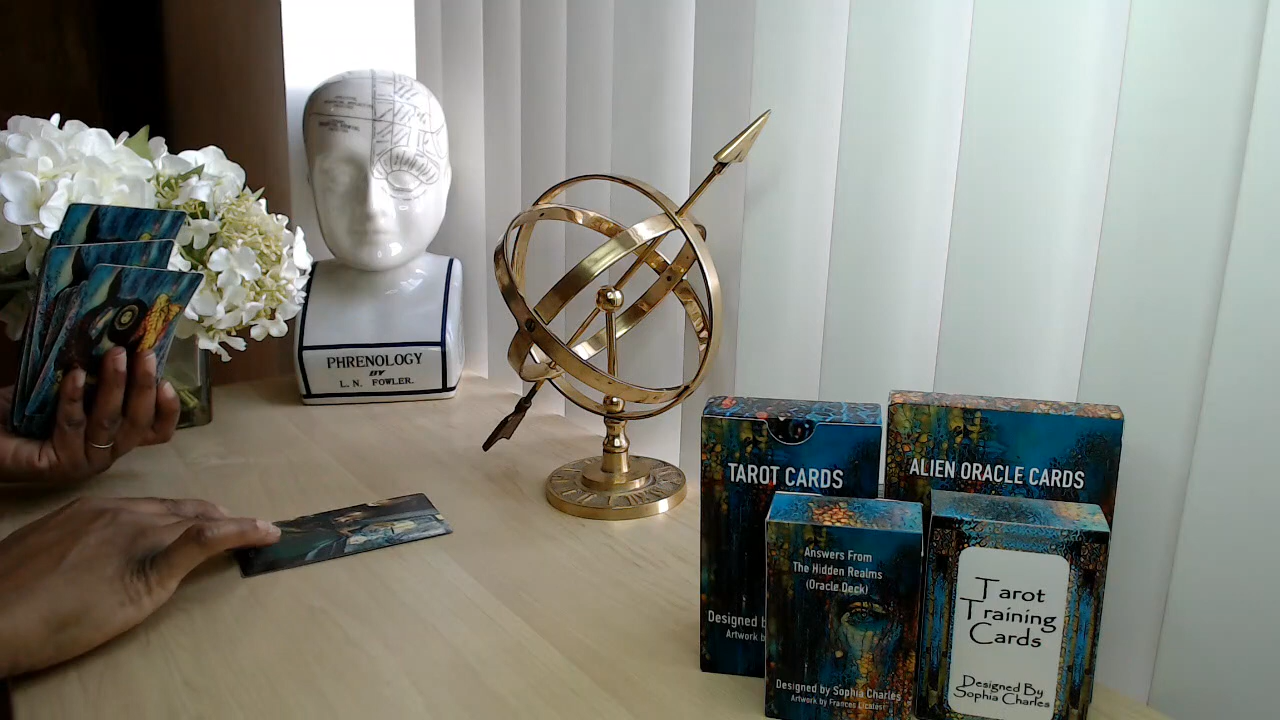 PHRENOLOGY
BY
L. N. FOWLER.
TAROT CARDS
Designed
Artwork
ALIEN ORACLE CARDS
Answers From
The Hidden Realms
(Oracle Deck)
Designed by Sophia Charles
Artwork by Frances
Tarot
Training
Cards
Designed By
Sophia Charles